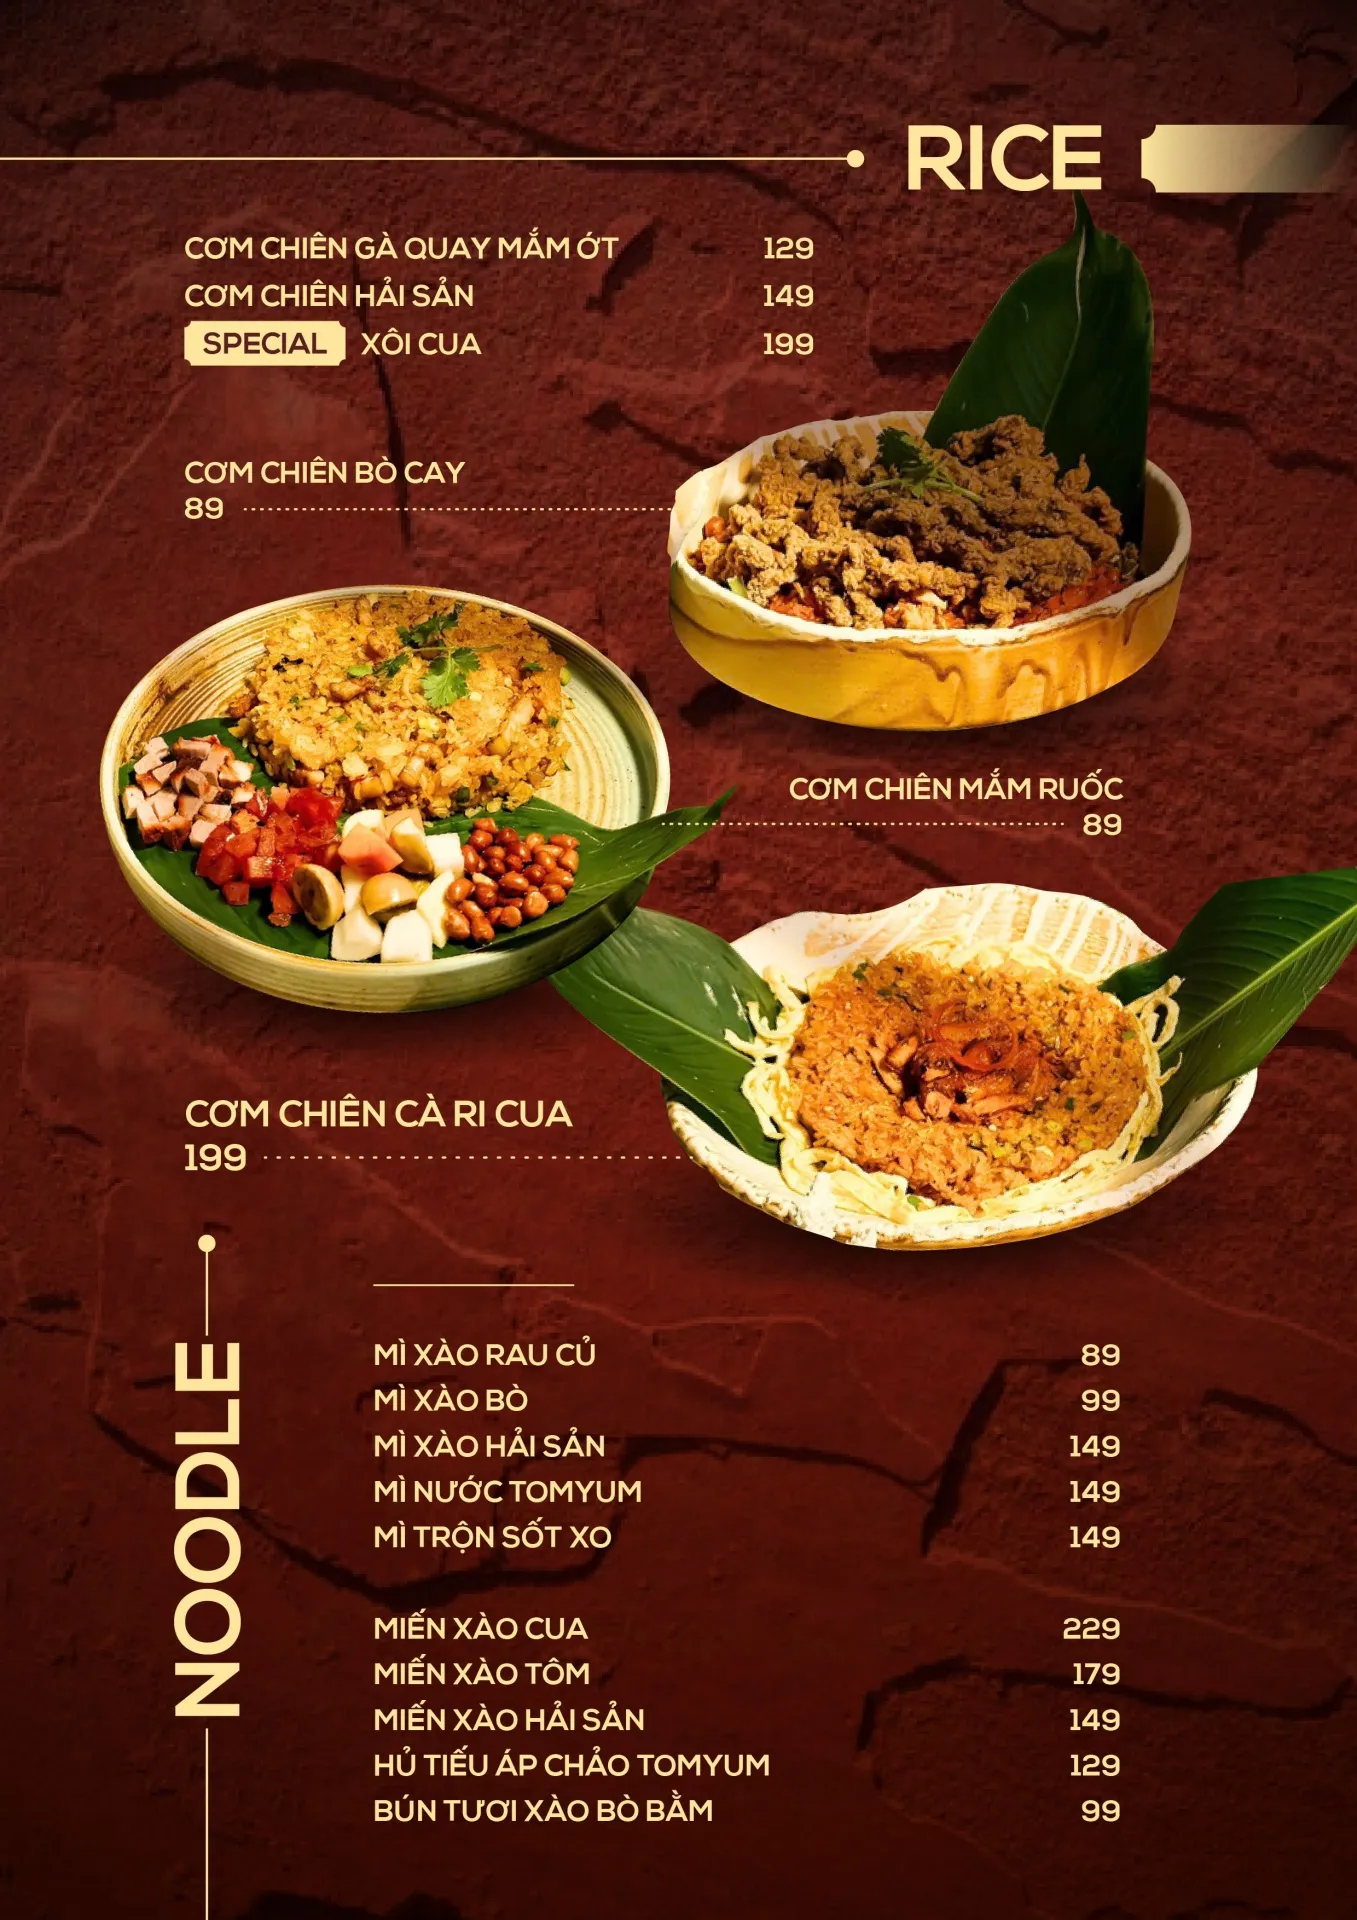 RICE
CƠM CHIÊN GÀ QUAY MẮM ỚT 129
CƠM CHIÊN HẢI SẢN 149
SPECIAL XÔI CUA 199
CƠM CHIÊN BÒ CAY
89
CƠM CHIÊN MẮM RUỐC
89
CƠM CHIÊN CÀ RI CUA
199
NOODLE
MÌ XÀO RAU CỦ 89
MÌ XÀO BÒ 99
MÌ XÀO HẢI SẢN 149
MÌ NƯỚC TOMYUM 149
MÌ TRỘN SỐT XO 149
MIẾN XÀO CUA 229
MIẾN XÀO TÔM 179
MIẾN XÀO HẢI SẢN 149
HỦ TIẾU ÁP CHẢO TOMYUM 129
BÚN TƯƠI XÀO BÒ BẰM 99